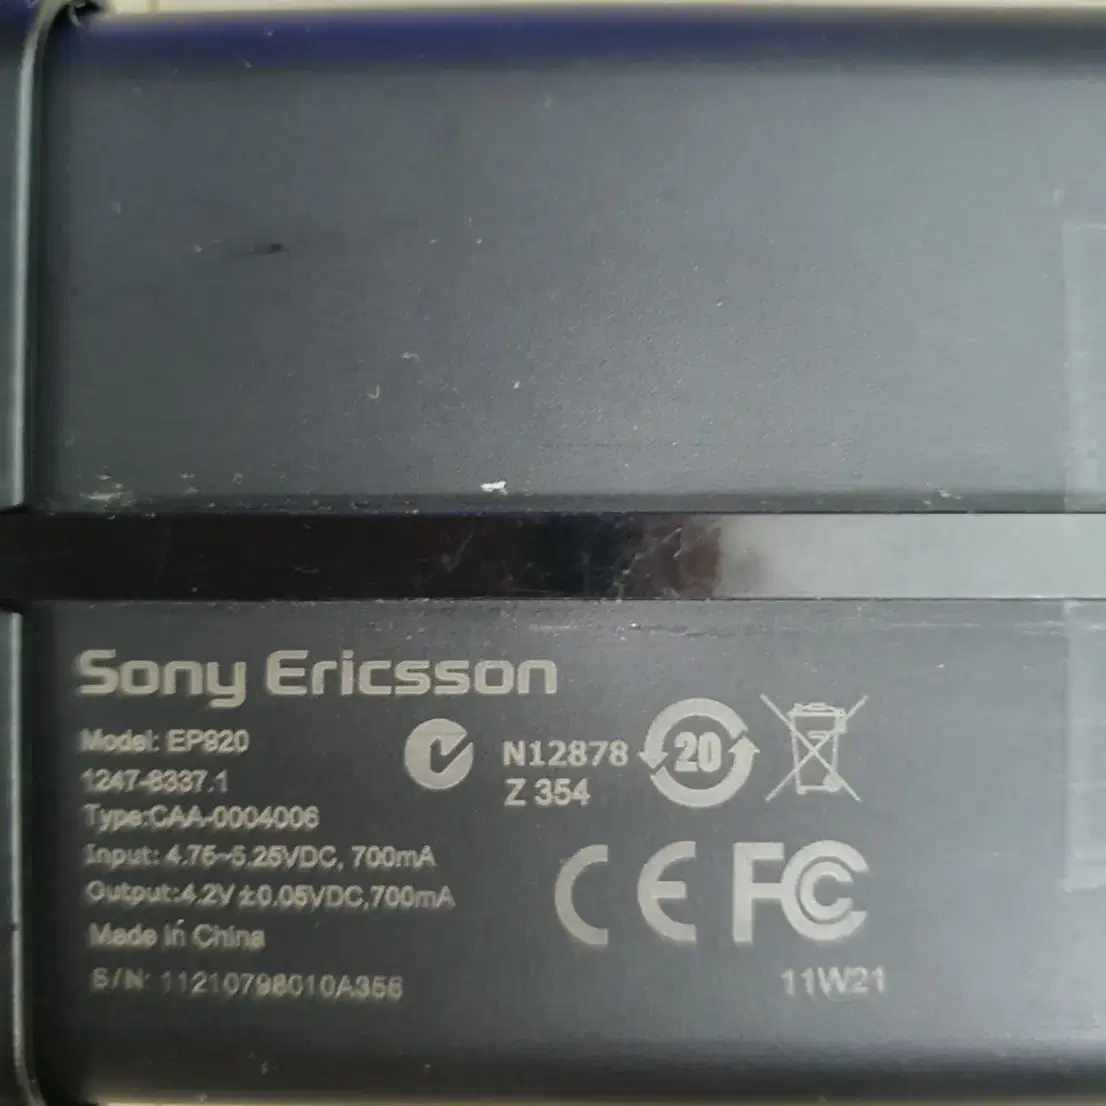 Sony Ericsson
Model: EP920
1247-8337.1
Type:CAA-0004006
Input: 4.75~5.25VDC, 700mA
Output:4.2V ±0.05VDC,700mA
Made in China
S/N: 11210798010A356
N12878
Z 354
20
CE FC
11W21